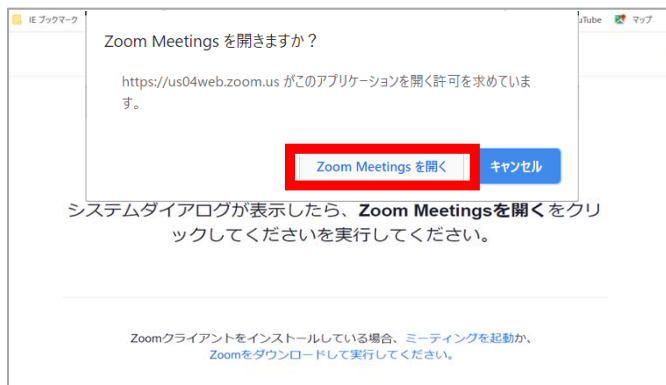 IE ブックマーク
uTube マップ
Zoom Meetings を開きますか？
https://us04web.zoom.us がこのアプリケーションを開く許可を求めていま
す。
Zoom Meetings を開く キャンセル
システムダイアログが表示したら、Zoom Meetingsを開くをクリ
ックしてくださいを実行してください。
Zoomクライアントをインストールしている場合、ミーティングを起動か、
Zoomをダウンロードして実行してください。